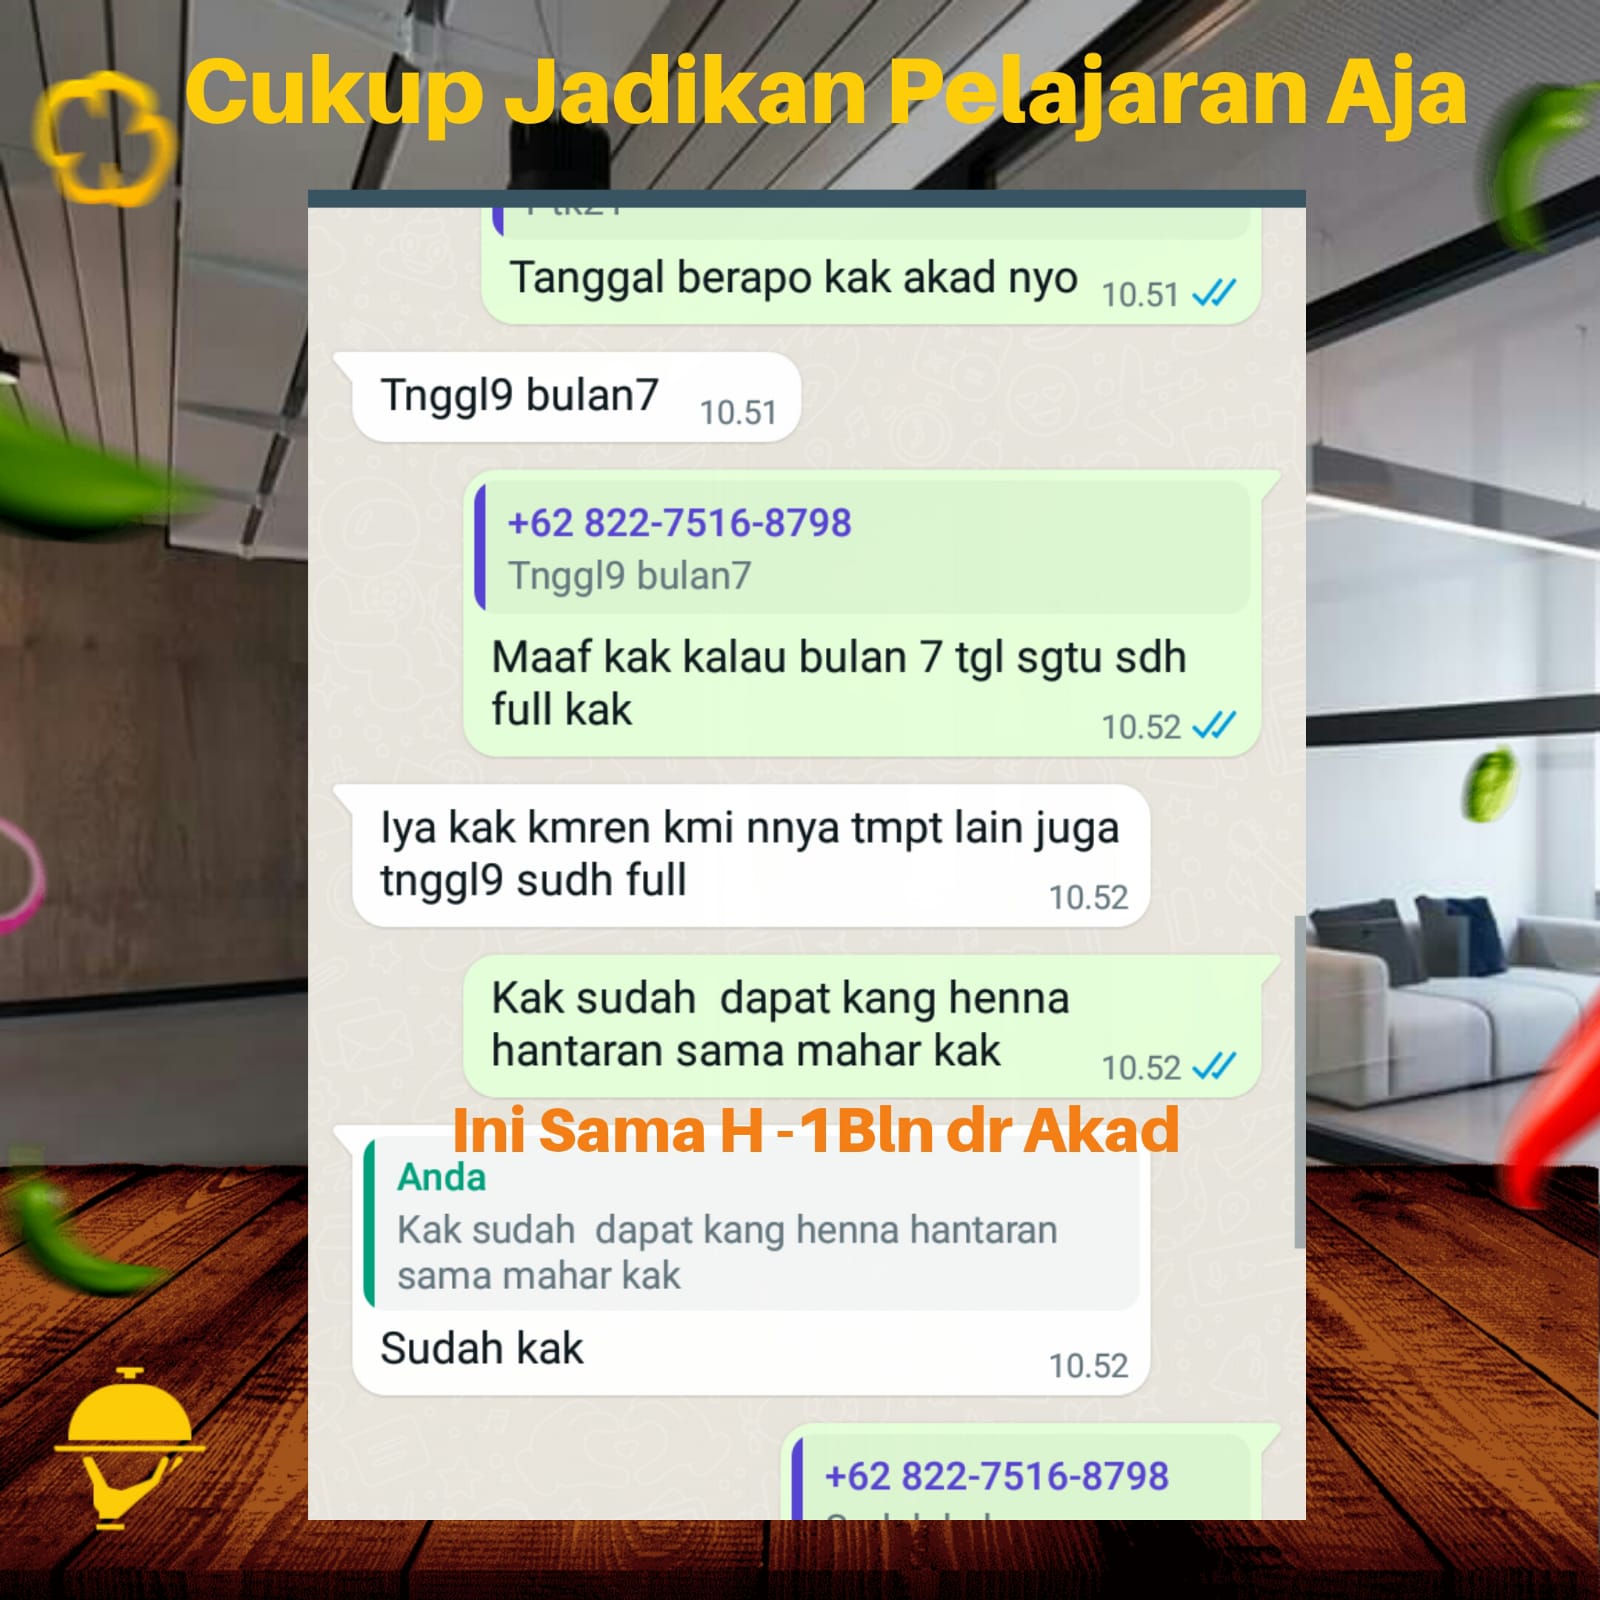 Cukup Jadikan Pelajaran Aja
Tanggal berapo kak akad nyo 10.51
Tnggl9 bulan7 10.51
+62 822-7516-8798
Tnggl9 bulan7
Maaf kak kalau bulan 7 tgl sgtu sdh
full kak 10.52
Iya kak kmren kmi nnya tmpt lain juga
tnggl9 sudh full 10.52
Kak sudah dapat kang henna
hantaran sama mahar kak 10.52
Ini Sama H -1Bln dr Akad
Anda
Kak sudah dapat kang henna hantaran
sama mahar kak
Sudah kak 10.52
+62 822-7516-8798